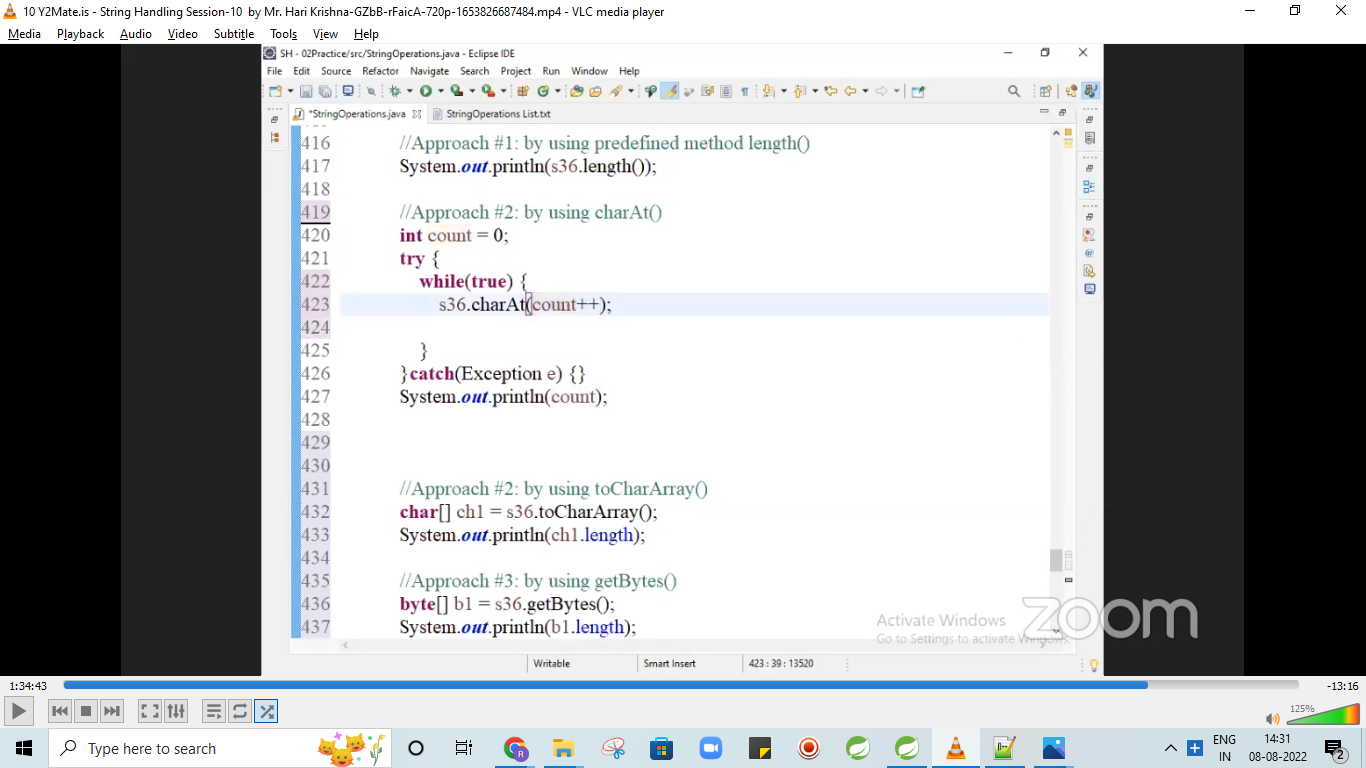 10 Y2Mate.is - String Handling Session-10 by Mr. Hari Krishna-GZbB-rFaicA-720p-1653826687484.mp4 - VLC media player
Media Playback Audio Video Subtitle Tools View Help
SH - 02Practice/src/StringOperations.java - Eclipse IDE
File Edit Source Refactor Navigate Search Project Run Window Help
*StringOperations.java StringOperations List.txt
416 //Approach #1: by using predefined method length()
417 System.out.println(s36.length());
418
419 //Approach #2: by using charAt()
420 int count = 0;
421 try {
422 while(true) {
423 s36.charAt(count++);
424
425 }
426 }catch(Exception e) {}
427 System.out.println(count);
428
429
430
431 //Approach #2: by using toCharArray()
432 char[] ch1 = s36.toCharArray();
433 System.out.println(ch1.length);
434
435 //Approach #3: by using getBytes()
436 byte[] b1 = s36.getBytes();
437 System.out.println(b1.length);
Activate Windows
Go to Settings to activate Windows.
zoom
Writable Smart Insert 423 : 39 : 13520
1:34:43 -13:16
125%
Type here to search
ENG
IN
14:31
08-08-2022
2